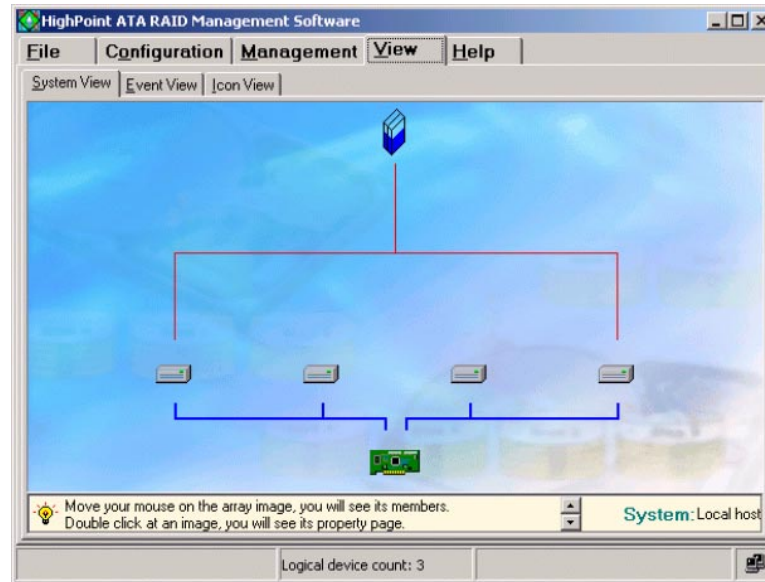 HighPoint ATA RAID Management Software
File Configuration Management View Help
System View Event View Icon View
Move your mouse on the array image, you will see its members.
Double click at an image, you will see its property page.
System: Local host
Logical device count: 3